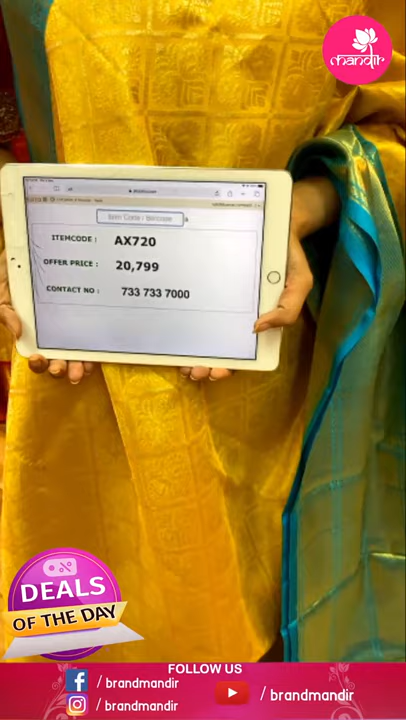 mandir
Item Code / Barcode
ITEMCODE : AX720
OFFER PRICE : 20,799
CONTACT NO : 733 733 7000
DEALS
OF THE DAY
FOLLOW US
/ brandmandir
/ brandmandir
/ brandmandir